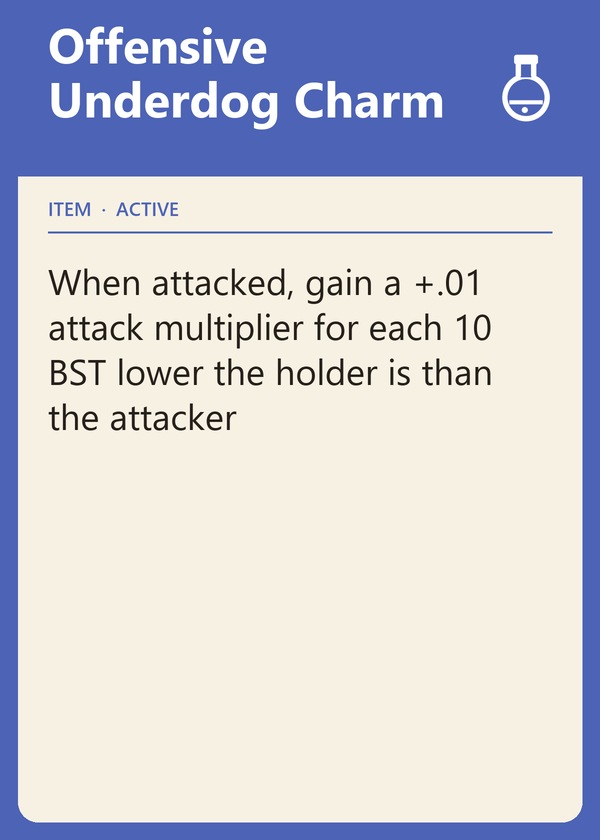 Offensive
Underdog Charm
ITEM · ACTIVE
When attacked, gain a +.01
attack multiplier for each 10
BST lower the holder is than
the attacker